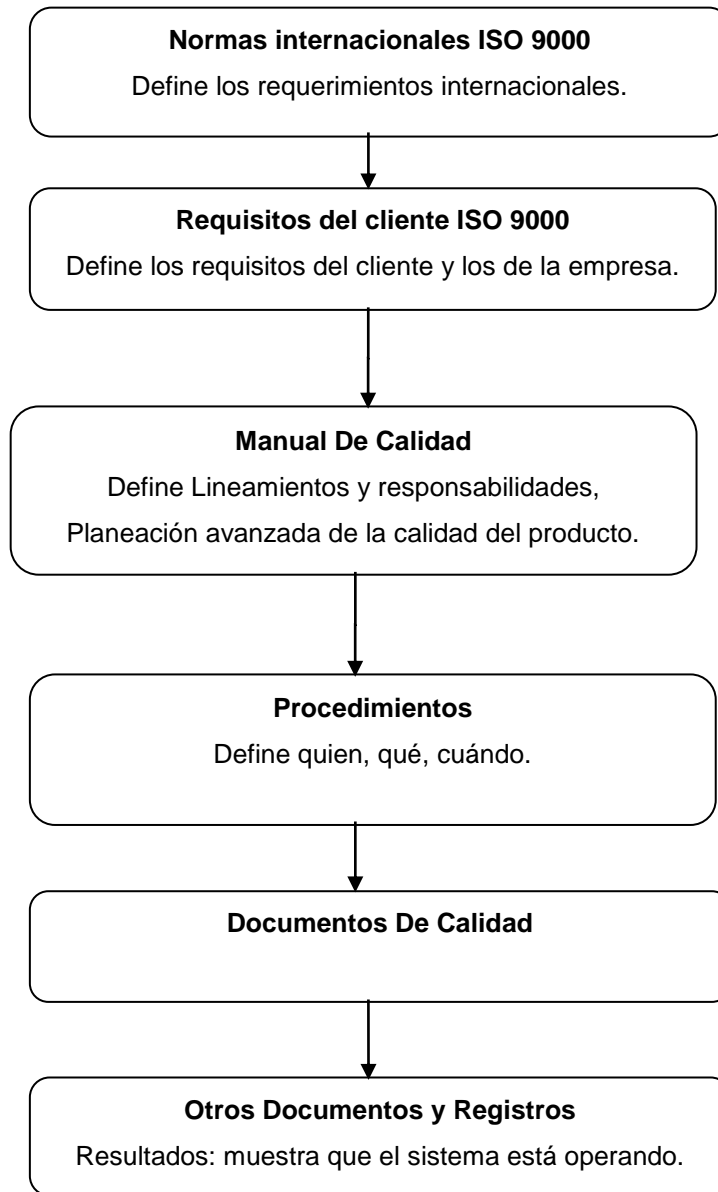 Normas internacionales ISO 9000
Define los requerimientos internacionales.
Requisitos del cliente ISO 9000
Define los requisitos del cliente y los de la empresa.
Manual De Calidad
Define Lineamientos y responsabilidades,
Planeación avanzada de la calidad del producto.
Procedimientos
Define quien, qué, cuándo.
Documentos De Calidad
Otros Documentos y Registros
Resultados: muestra que el sistema está operando.